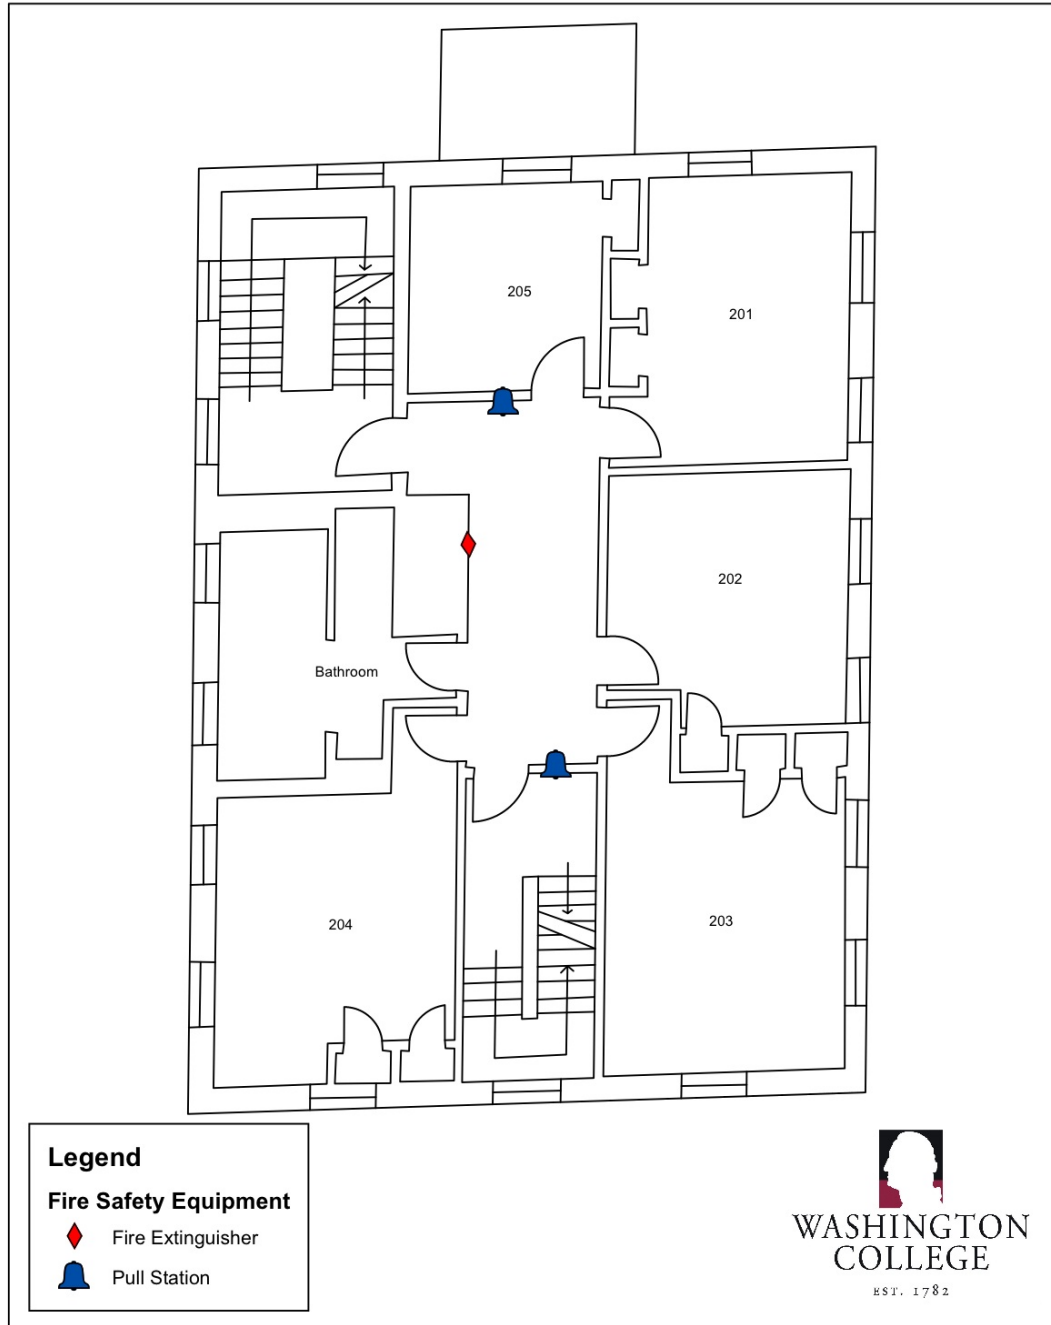 205
201
202
Bathroom
204
203
Legend
Fire Safety Equipment
Fire Extinguisher
Pull Station
WASHINGTON
COLLEGE
EST. 1782